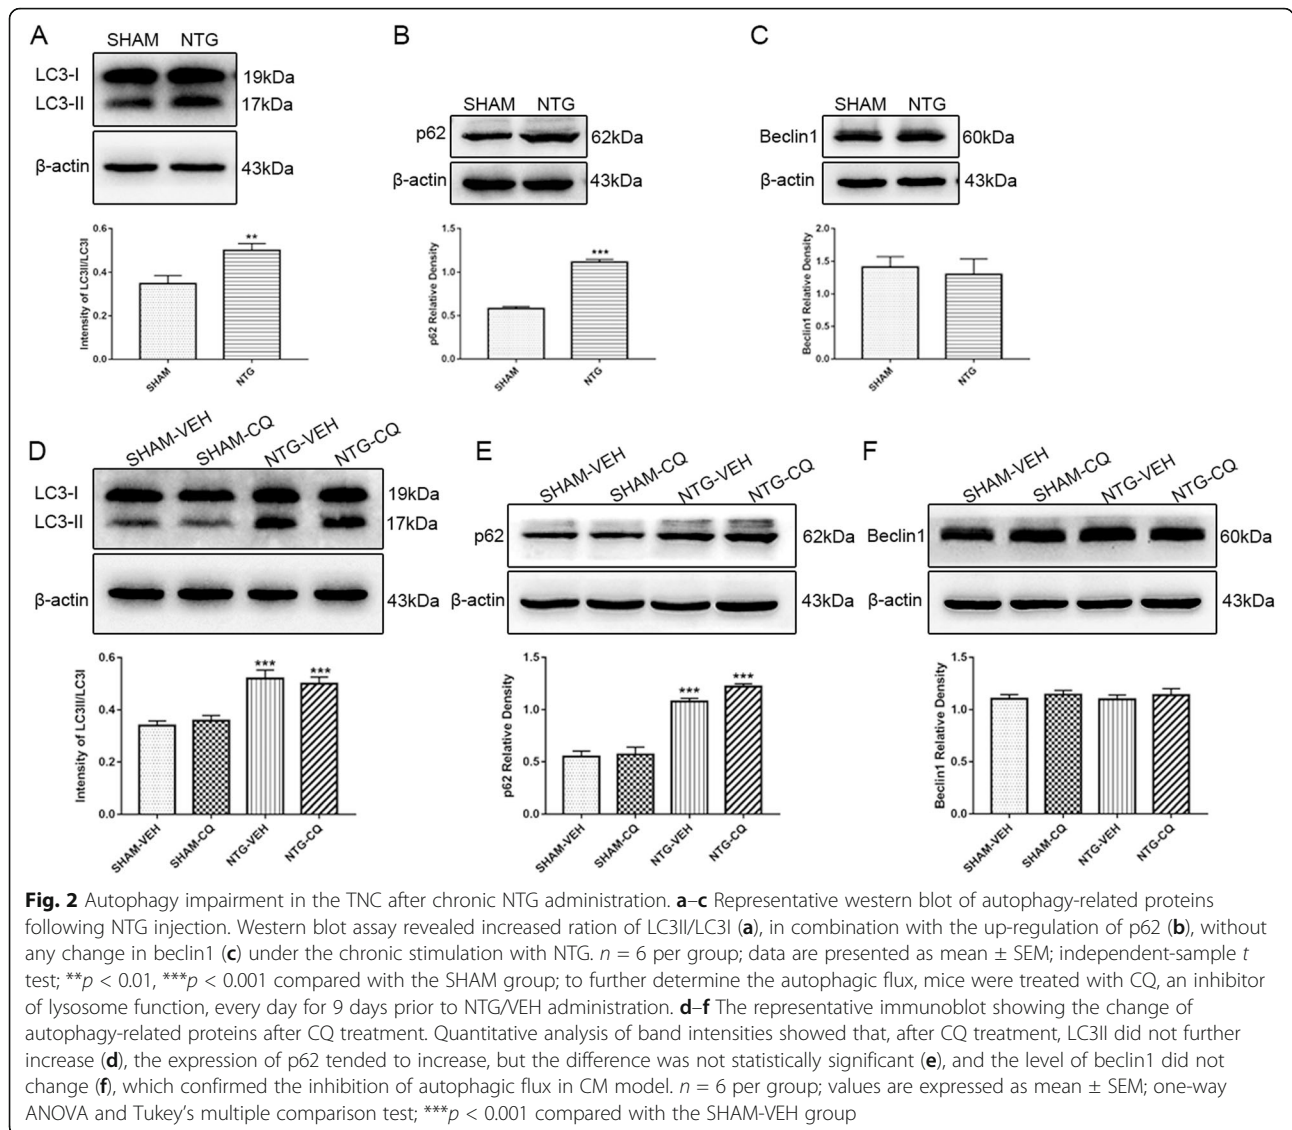 A
SHAM NTG
LC3-I 19kDa
LC3-II 17kDa
β-actin 43kDa
Intensity of LC3II/LC3I
0.6
**
0.4
0.2
0.0
SHAM NTG
B
SHAM NTG
p62 62kDa
β-actin 43kDa
p62 Relative Density
1.5
***
1.0
0.5
0.0
SHAM NTG
C
SHAM NTG
Beclin1 60kDa
β-actin 43kDa
Beclin1 Relative Density
2.0
1.5
1.0
0.5
0.0
SHAM NTG
D
SHAM-VEH SHAM-CQ NTG-VEH NTG-CQ
LC3-I 19kDa
LC3-II 17kDa
β-actin 43kDa
Intensity of LC3II/LC3I
0.6
*** ***
0.4
0.2
0.0
SHAM-VEH SHAM-CQ NTG-VEH NTG-CQ
E
SHAM-VEH SHAM-CQ NTG-VEH NTG-CQ
p62 62kDa
β-actin 43kDa
p62 Relative Density
1.5
*** ***
1.0
0.5
0.0
SHAM-VEH SHAM-CQ NTG-VEH NTG-CQ
F
SHAM-VEH SHAM-CQ NTG-VEH NTG-CQ
Beclin1 60kDa
β-actin 43kDa
Beclin1 Relative Density
1.5
1.0
0.5
0.0
SHAM-VEH SHAM-CQ NTG-VEH NTG-CQ
Fig. 2 Autophagy impairment in the TNC after chronic NTG administration. a–c Representative western blot of autophagy-related proteins
following NTG injection. Western blot assay revealed increased ration of LC3II/LC3I (a), in combination with the up-regulation of p62 (b), without
any change in beclin1 (c) under the chronic stimulation with NTG. n = 6 per group; data are presented as mean ± SEM; independent-sample t
test; **p < 0.01, ***p < 0.001 compared with the SHAM group; to further determine the autophagic flux, mice were treated with CQ, an inhibitor
of lysosome function, every day for 9 days prior to NTG/VEH administration. d–f The representative immunoblot showing the change of
autophagy-related proteins after CQ treatment. Quantitative analysis of band intensities showed that, after CQ treatment, LC3II did not further
increase (d), the expression of p62 tended to increase, but the difference was not statistically significant (e), and the level of beclin1 did not
change (f), which confirmed the inhibition of autophagic flux in CM model. n = 6 per group; values are expressed as mean ± SEM; one-way
ANOVA and Tukey's multiple comparison test; ***p < 0.001 compared with the SHAM-VEH group